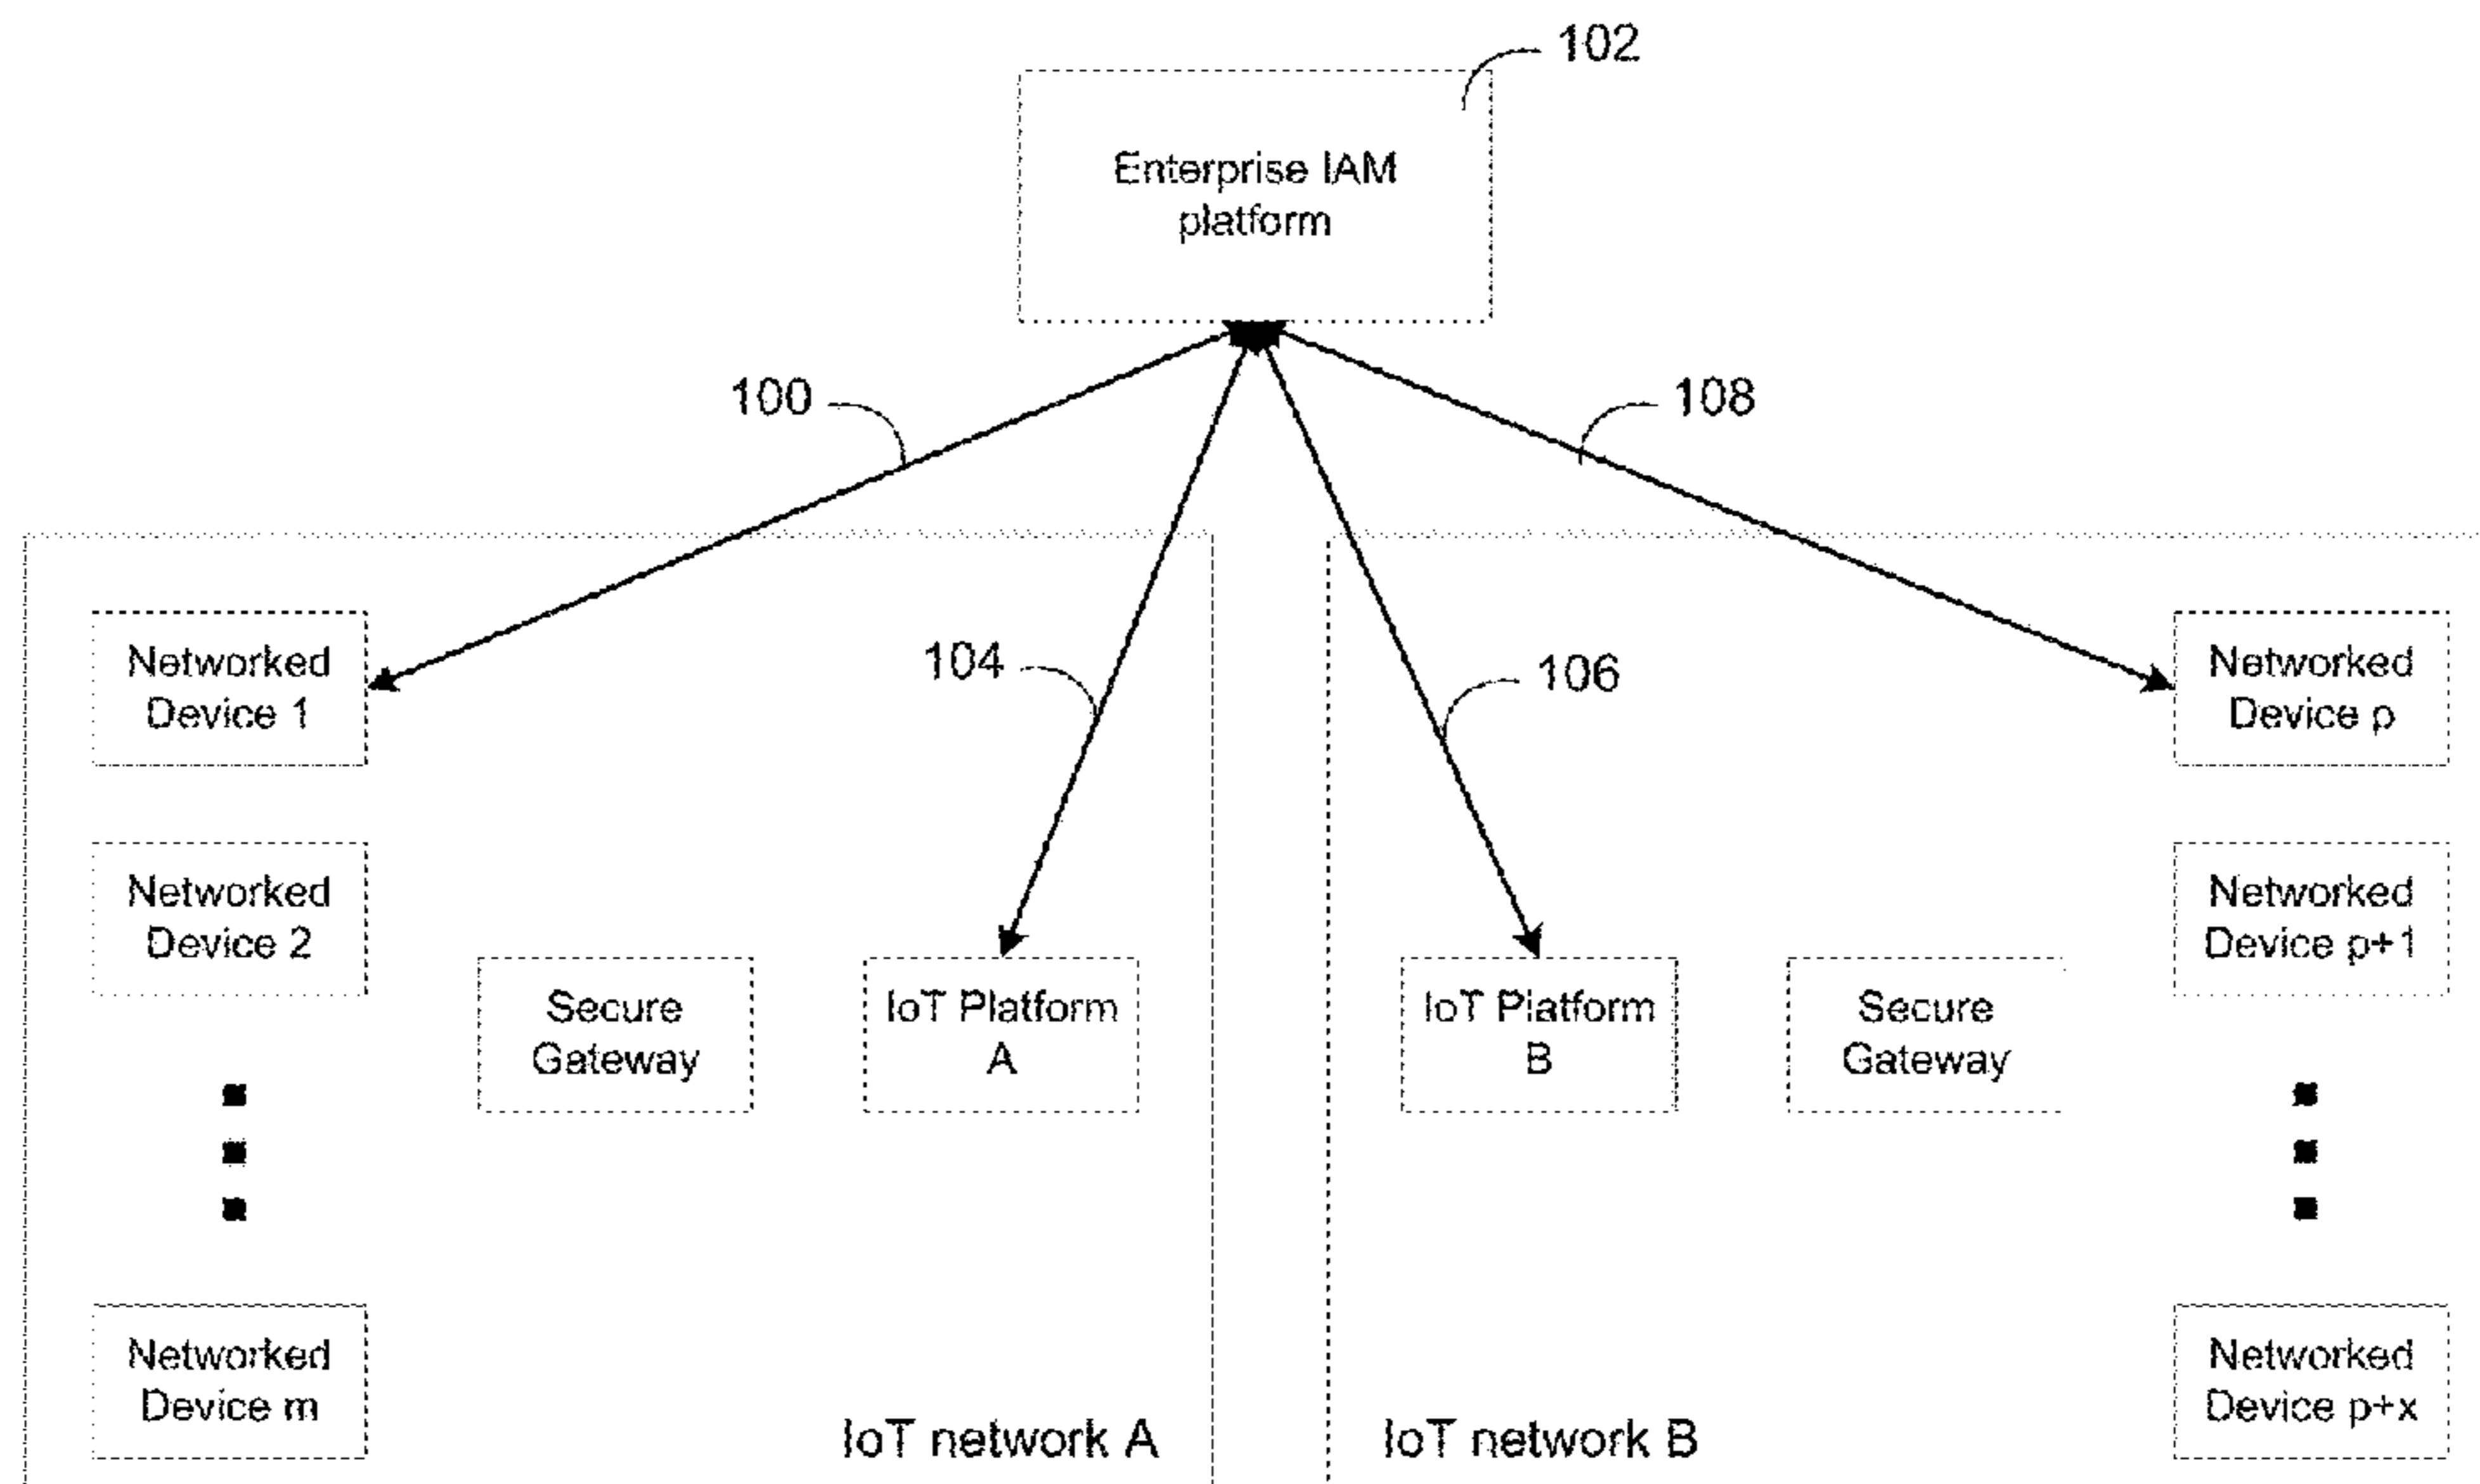 102
Enterprise IAM
platform
100
108
Networked
Device 1
104
106
Networked
Device p
Networked
Device 2
Secure
Gateway
IoT Platform
A
IoT Platform
B
Secure
Gateway
Networked
Device p+1
Networked
Device m
IoT network A
IoT network B
Networked
Device p+x